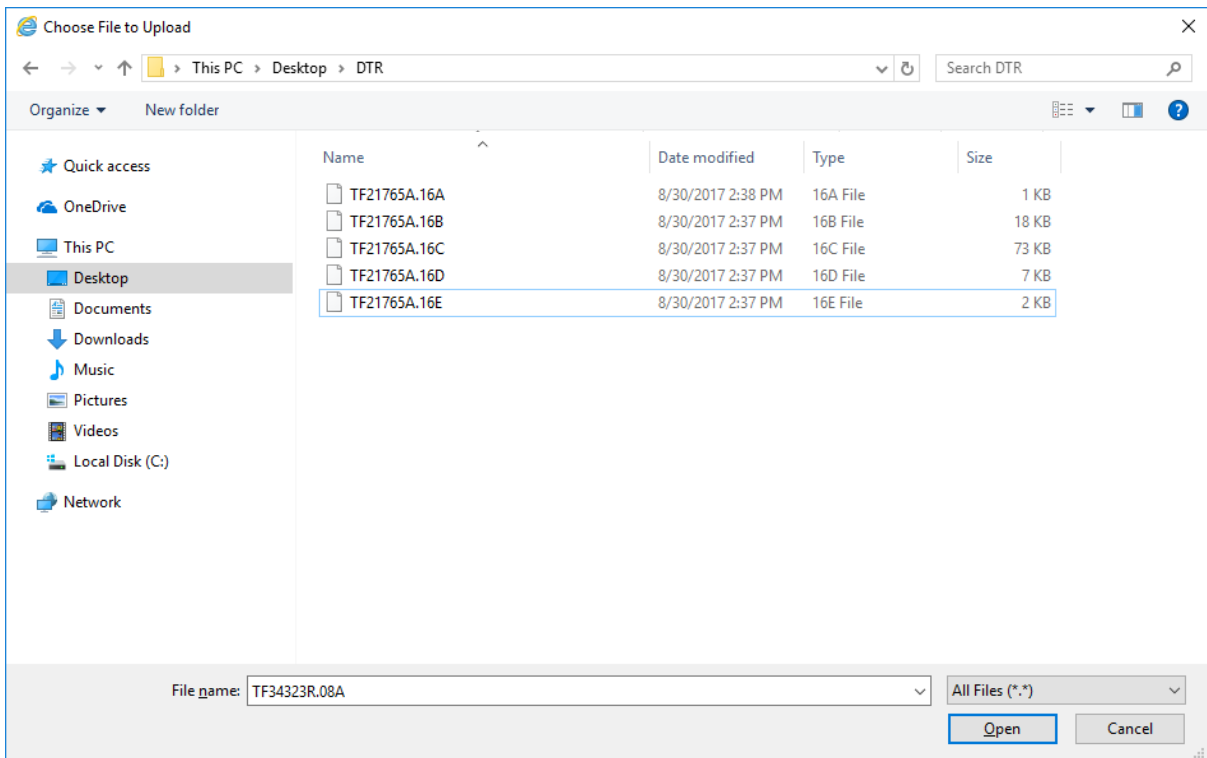 Choose File to Upload
This PC > Desktop > DTR
Search DTR
Organize
New folder
Quick access
OneDrive
This PC
Desktop
Documents
Downloads
Music
Pictures
Videos
Local Disk (C:)
Network
Name Date modified Type Size
TF21765A.16A 8/30/2017 2:38 PM 16A File 1 KB
TF21765A.16B 8/30/2017 2:37 PM 16B File 18 KB
TF21765A.16C 8/30/2017 2:37 PM 16C File 73 KB
TF21765A.16D 8/30/2017 2:37 PM 16D File 7 KB
TF21765A.16E 8/30/2017 2:37 PM 16E File 2 KB
File name: TF34323R.08A
All Files (*.*)
Open Cancel